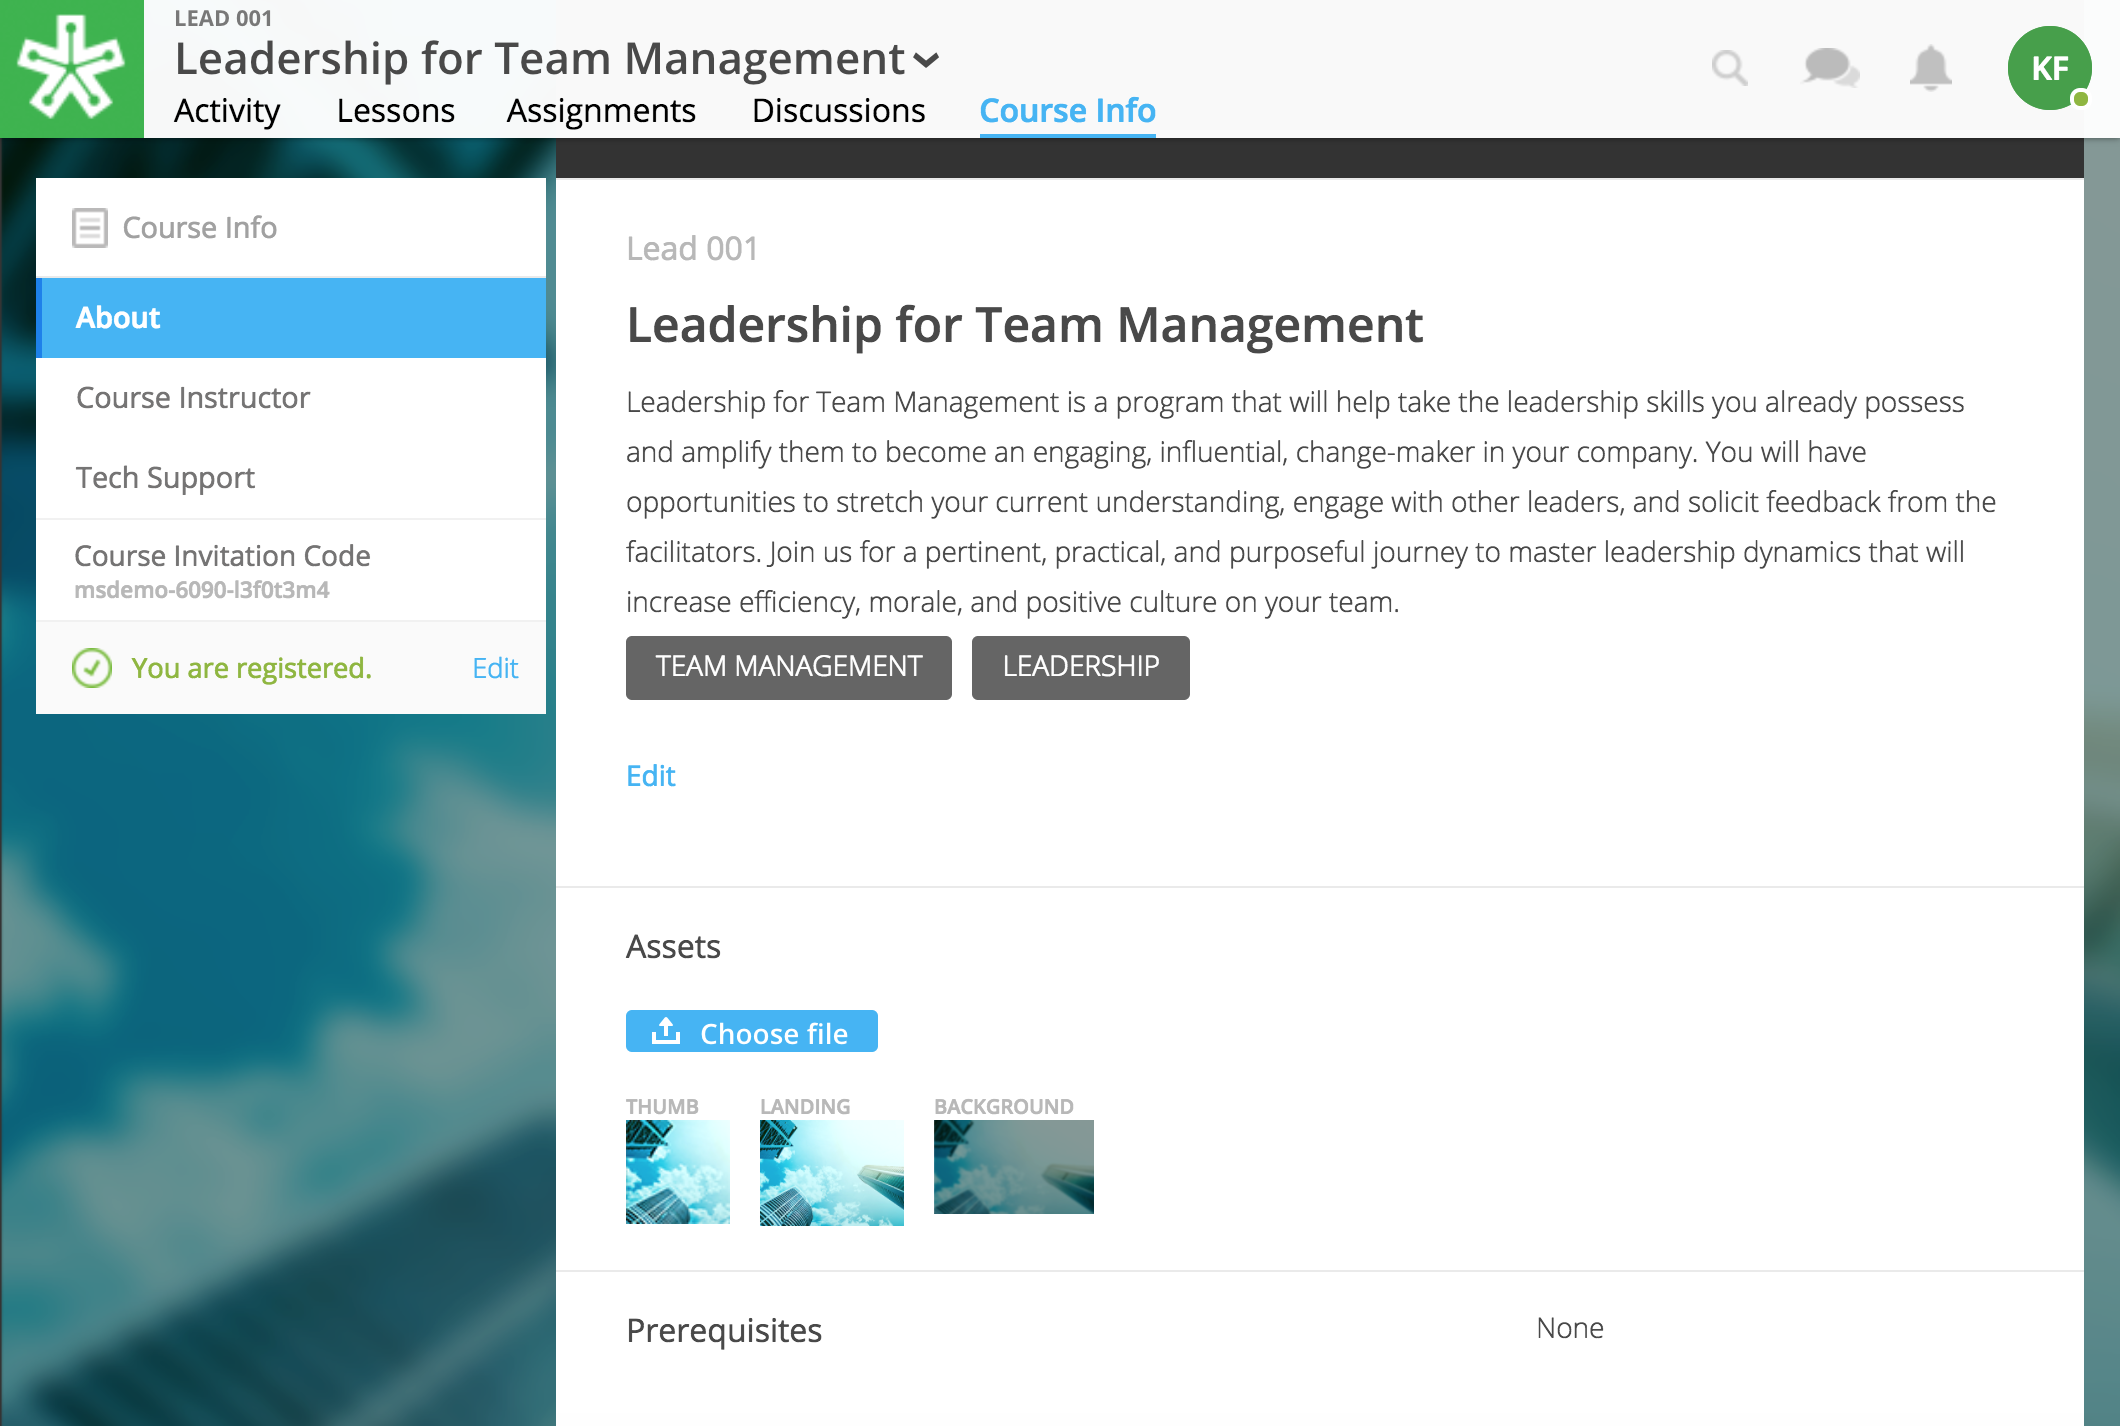 LEAD 001
Leadership for Team Management
Activity Lessons Assignments Discussions Course Info
KF
Course Info
About
Course Instructor
Tech Support
Course Invitation Code
msdemo-6090-l3f0t3m4
You are registered. Edit
Lead 001
Leadership for Team Management
Leadership for Team Management is a program that will help take the leadership skills you already possess
and amplify them to become an engaging, influential, change-maker in your company. You will have
opportunities to stretch your current understanding, engage with other leaders, and solicit feedback from the
facilitators. Join us for a pertinent, practical, and purposeful journey to master leadership dynamics that will
increase efficiency, morale, and positive culture on your team.
TEAM MANAGEMENT LEADERSHIP
Edit
Assets
Choose file
THUMB LANDING BACKGROUND
Prerequisites None